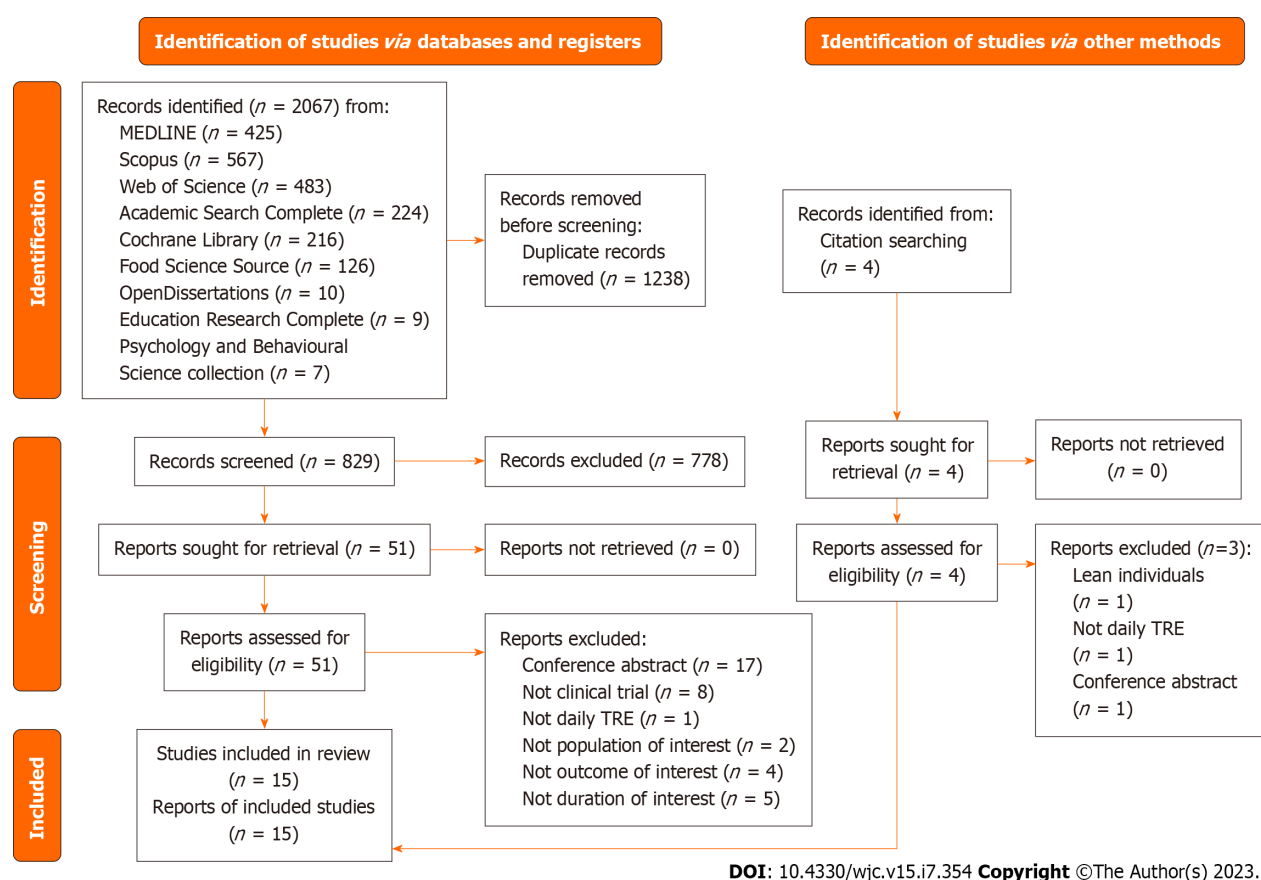 Identification of studies via databases and registers
Identification of studies via other methods
Identification
Records identified (n = 2067) from:
MEDLINE (n = 425)
Scopus (n = 567)
Web of Science (n = 483)
Academic Search Complete (n = 224)
Cochrane Library (n = 216)
Food Science Source (n = 126)
OpenDissertations (n = 10)
Education Research Complete (n = 9)
Psychology and Behavioural
Science collection (n = 7)
Records removed
before screening:
Duplicate records
removed (n = 1238)
Records identified from:
Citation searching
(n = 4)
Screening
Records screened (n = 829)
Records excluded (n = 778)
Reports sought for
retrieval (n = 4)
Reports not retrieved
(n = 0)
Reports sought for retrieval (n = 51)
Reports not retrieved (n = 0)
Reports assessed for
eligibility (n = 4)
Reports excluded (n=3):
Lean individuals
(n = 1)
Not daily TRE
(n = 1)
Conference abstract
(n = 1)
Reports assessed for
eligibility (n = 51)
Reports excluded:
Conference abstract (n = 17)
Not clinical trial (n = 8)
Not daily TRE (n = 1)
Not population of interest (n = 2)
Not outcome of interest (n = 4)
Not duration of interest (n = 5)
Included
Studies included in review
(n = 15)
Reports of included studies
(n = 15)
DOI: 10.4330/wjc.v15.i7.354 Copyright ©The Author(s) 2023.